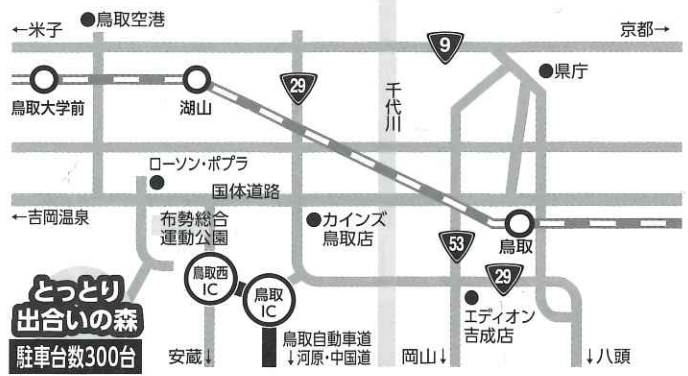 ←米子
鳥取空港
9
京都→
県庁
鳥取大学前
湖山
29
千代川
ローソン・ポプラ
国体道路
←吉岡温泉
布勢総合
運動公園
カインズ
鳥取店
鳥取
53
29
鳥取西
IC
鳥取
IC
とっとり
出合いの森
駐車台数300台
エディオン
吉成店
安蔵↓
鳥取自動車道
↓河原・中国道
岡山↓
↓八頭